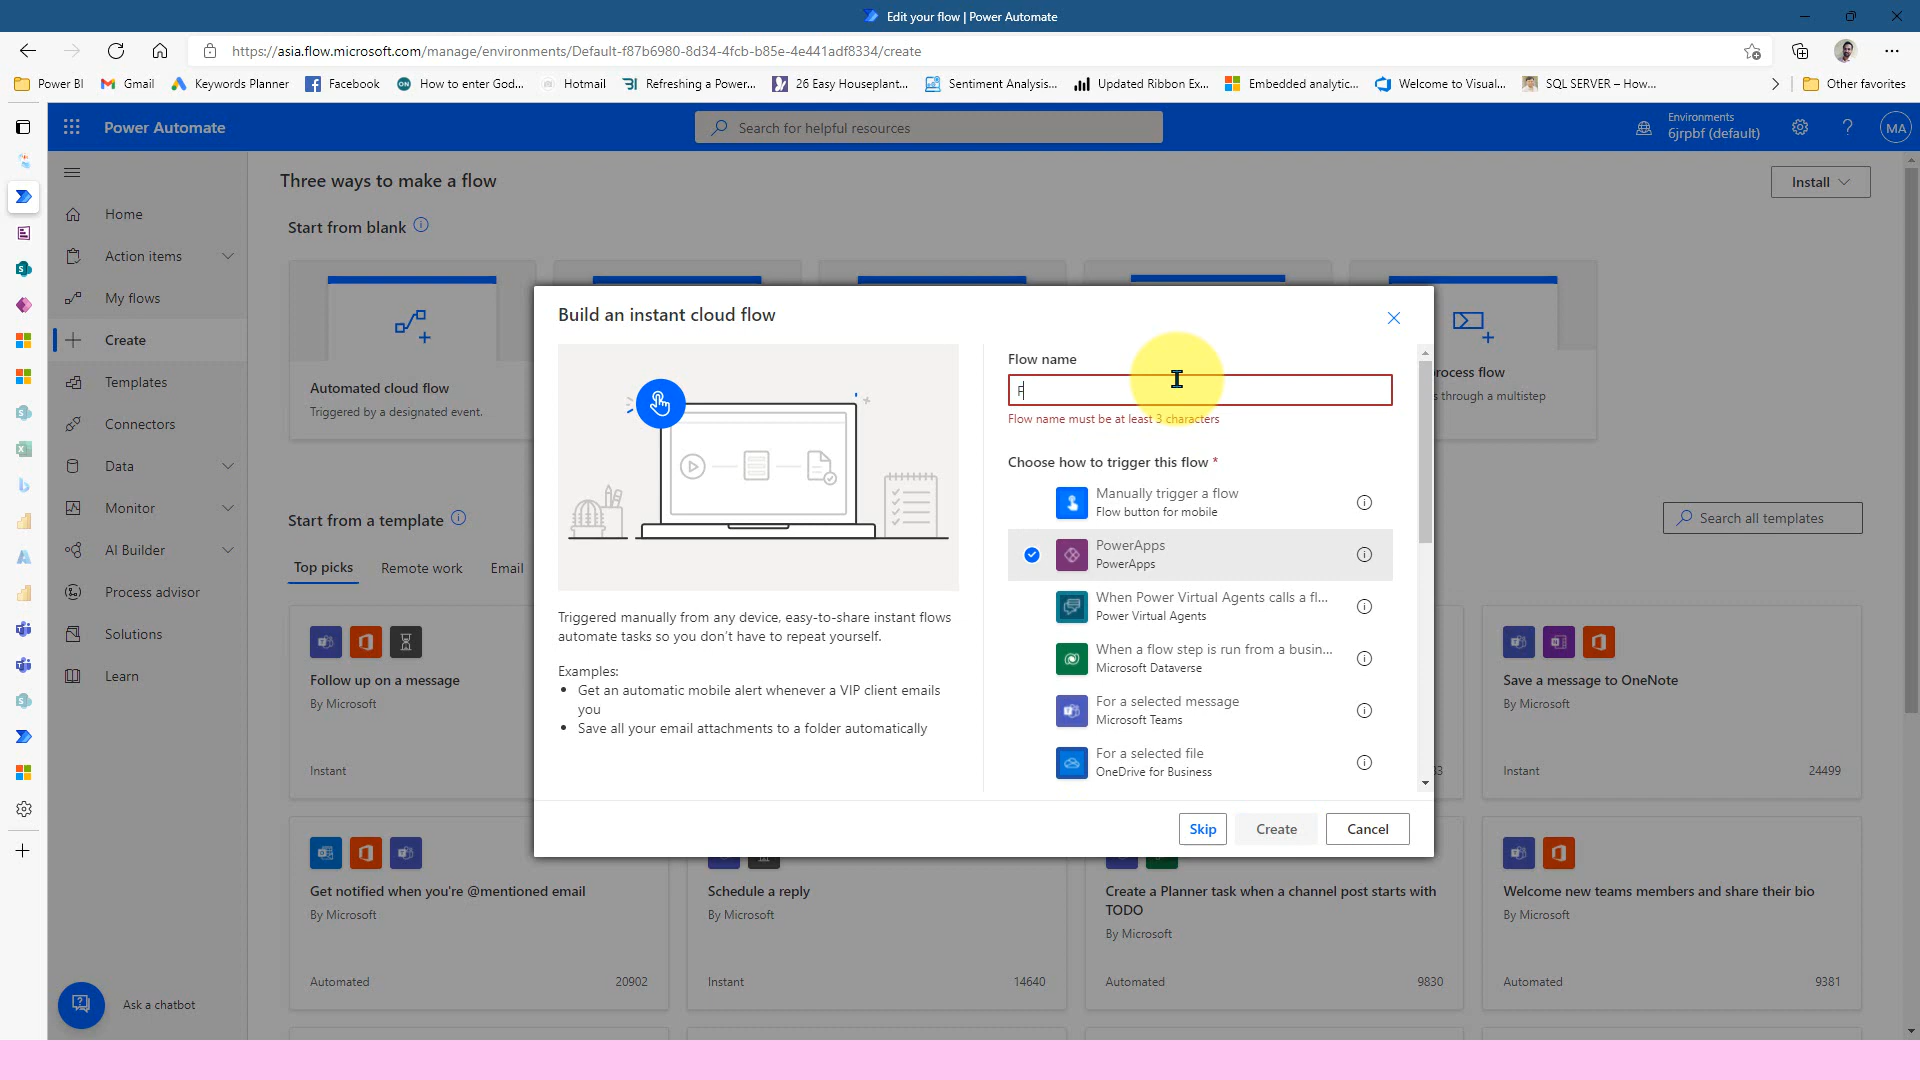 Edit your flow | Power Automate
https://asia.flow.microsoft.com/manage/environments/Default-f87b6980-8d34-4fcb-b85e-4e441adf8334/create
Power BI
Gmail
Keywords Planner
Facebook
How to enter God...
Hotmail
Refreshing a Power...
26 Easy Houseplant...
Sentiment Analysis...
Updated Ribbon Ex...
Embedded analytic...
Welcome to Visual...
SQL SERVER – How...
Other favorites
Power Automate
Search for helpful resources
Environments
6jrpbf (default)
MA
Home
Action items
My flows
Create
Templates
Connectors
Data
Monitor
AI Builder
Process advisor
Solutions
Learn
Ask a chatbot
Three ways to make a flow
Install
Start from blank
Automated cloud flow
Triggered by a designated event.
rocess flow
s through a multistep
Start from a template
Search all templates
Top picks
Remote work
Email
Follow up on a message
By Microsoft
Instant
Save a message to OneNote
By Microsoft
Instant
24499
Get notified when you're @mentioned email
By Microsoft
Automated
20902
Schedule a reply
By Microsoft
Instant
14640
Create a Planner task when a channel post starts with
TODO
By Microsoft
Automated
9830
Welcome new teams members and share their bio
By Microsoft
Automated
9381
Build an instant cloud flow
Triggered manually from any device, easy-to-share instant flows
automate tasks so you don't have to repeat yourself.
Examples:
• Get an automatic mobile alert whenever a VIP client emails
you
• Save all your email attachments to a folder automatically
Flow name
F
Flow name must be at least 3 characters
Choose how to trigger this flow *
Manually trigger a flow
Flow button for mobile
PowerApps
PowerApps
When Power Virtual Agents calls a fl...
Power Virtual Agents
When a flow step is run from a busin...
Microsoft Dataverse
For a selected message
Microsoft Teams
For a selected file
OneDrive for Business
Skip
Create
Cancel